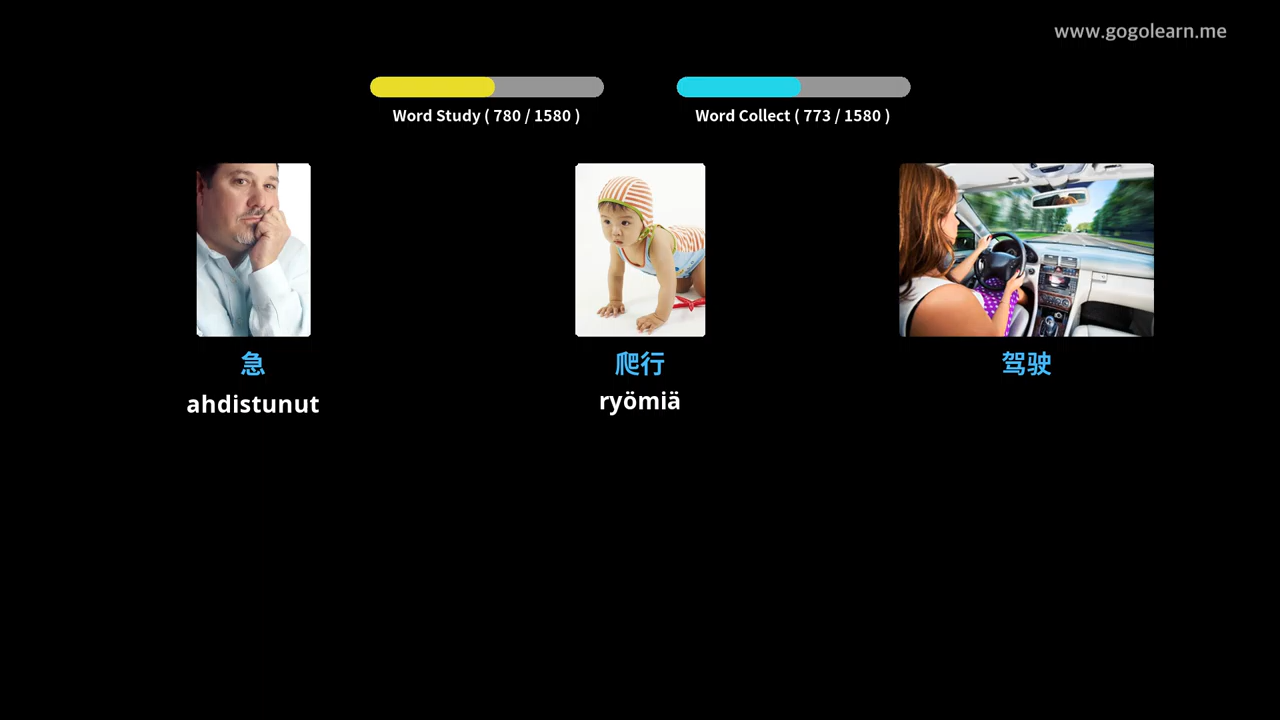 www.gogolearn.me
Word Study ( 780 / 1580 )
Word Collect ( 773 / 1580 )
急
爬行
驾驶
ahdistunut
ryömiä